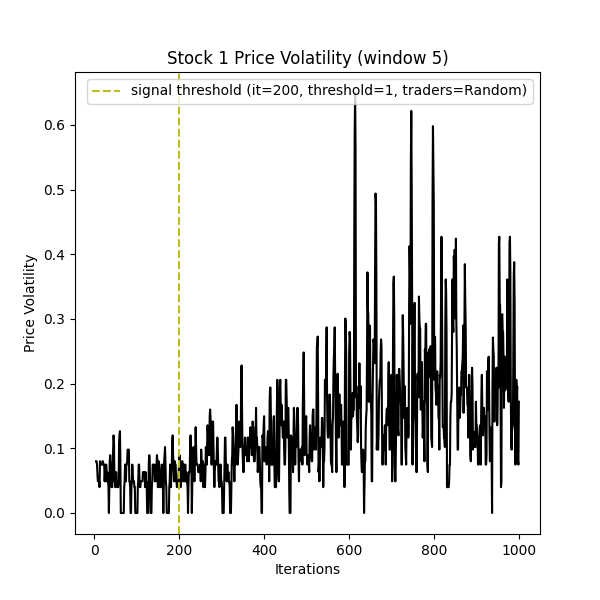 Stock 1 Price Volatility (window 5)
signal threshold (it=200, threshold=1, traders=Random)
0.6
0.5
0.4
0.3
0.2
0.1
0.0
Price Volatility
0 200 400 600 800 1000
Iterations